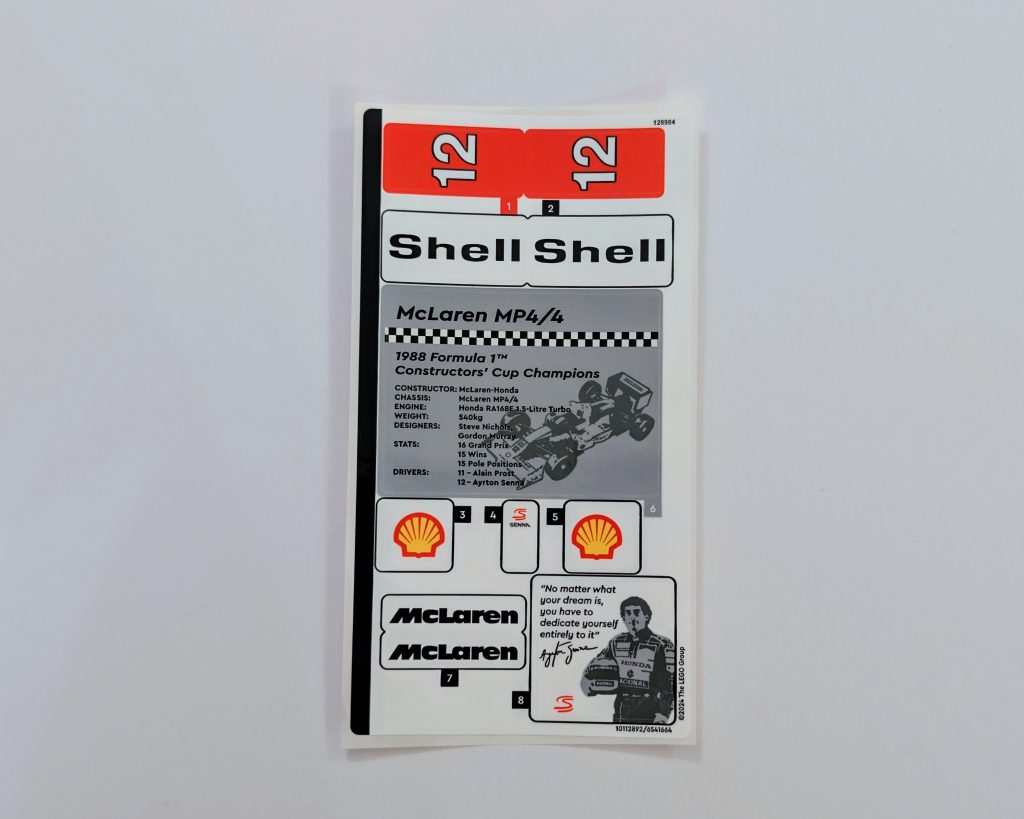 128984
12 12
1 2
Shell Shell
McLaren MP4/4
1988 Formula 1™
Constructors' Cup Champions
CONSTRUCTOR: McLaren-Honda
CHASSIS: McLaren MP4/4
ENGINE: Honda RA168E 1.5-Litre Turbo
WEIGHT: 540kg
DESIGNERS: Steve Nichols,
Gordon Murray
STATS: 16 Grand Prix
15 Wins
15 Pole Positions
DRIVERS: 11 – Alain Prost
12 – Ayrton Senna
3 4 5 6
SENNA
"No matter what
your dream is,
you have to
dedicate yourself
entirely to it"
Ayrton Senna
HONDA
NACIONAL
McLaren
McLaren
7
8
©2024 The LEGO Group
10112892/6541664